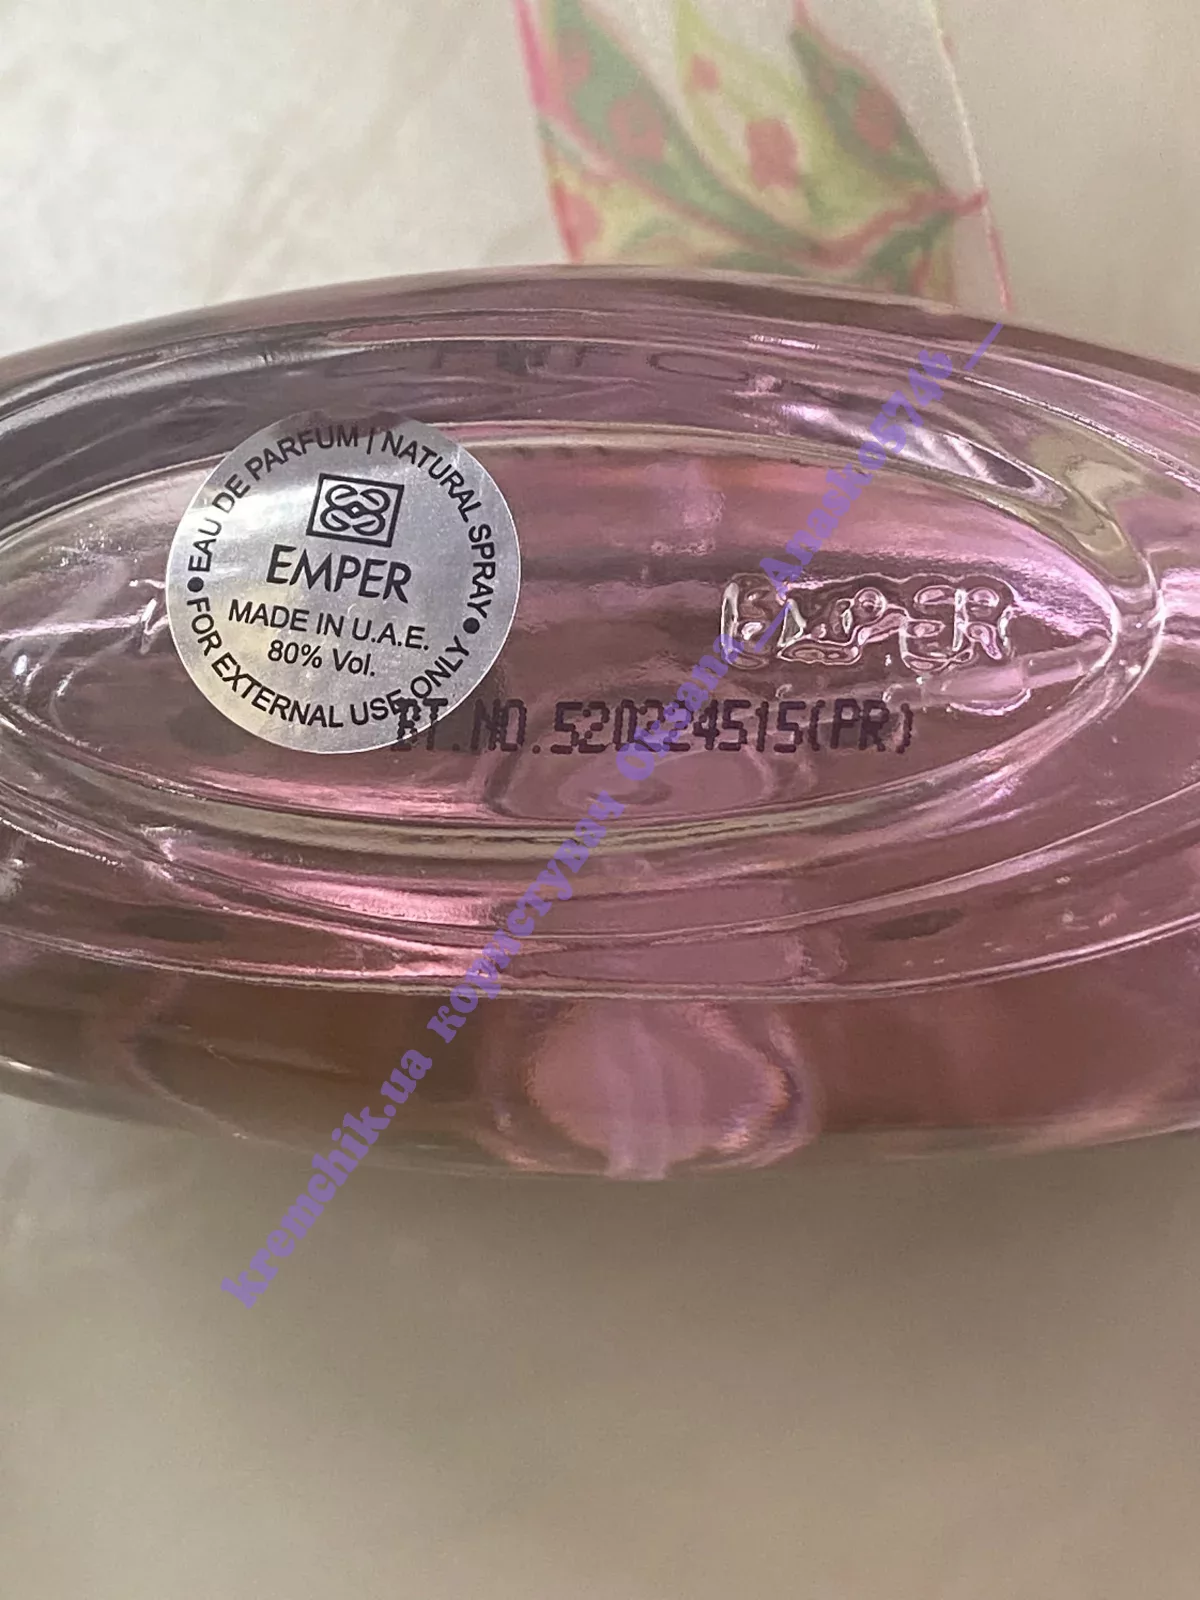 • EAU DE PARFUM | NATURAL SPRAY •
EMPER
MADE IN U.A.E.
80% Vol.
FOR EXTERNAL USE ONLY
BT.NO.520224515(PR)
kremchik.ua користувач Oksana__Anasko5746__